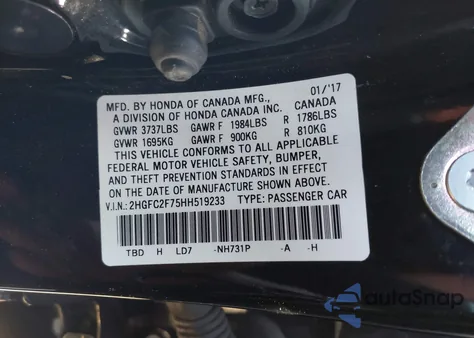 MFD. BY HONDA OF CANADA MFG., 01/'17
A DIVISION OF HONDA CANADA INC. CANADA
GVWR 3737LBS GAWR F 1984LBS R 1786LBS
GVWR 1695KG GAWR F 900KG R 810KG
THIS VEHICLE CONFORMS TO ALL APPLICABLE
FEDERAL MOTOR VEHICLE SAFETY, BUMPER,
AND THEFT PREVENTION STANDARDS IN EFFECT
ON THE DATE OF MANUFACTURE SHOWN ABOVE.
V.I.N.: 2HGFC2F75HH519233 TYPE: PASSENGER CAR
TBD H LD7 -NH731P -A -H
autoSnap